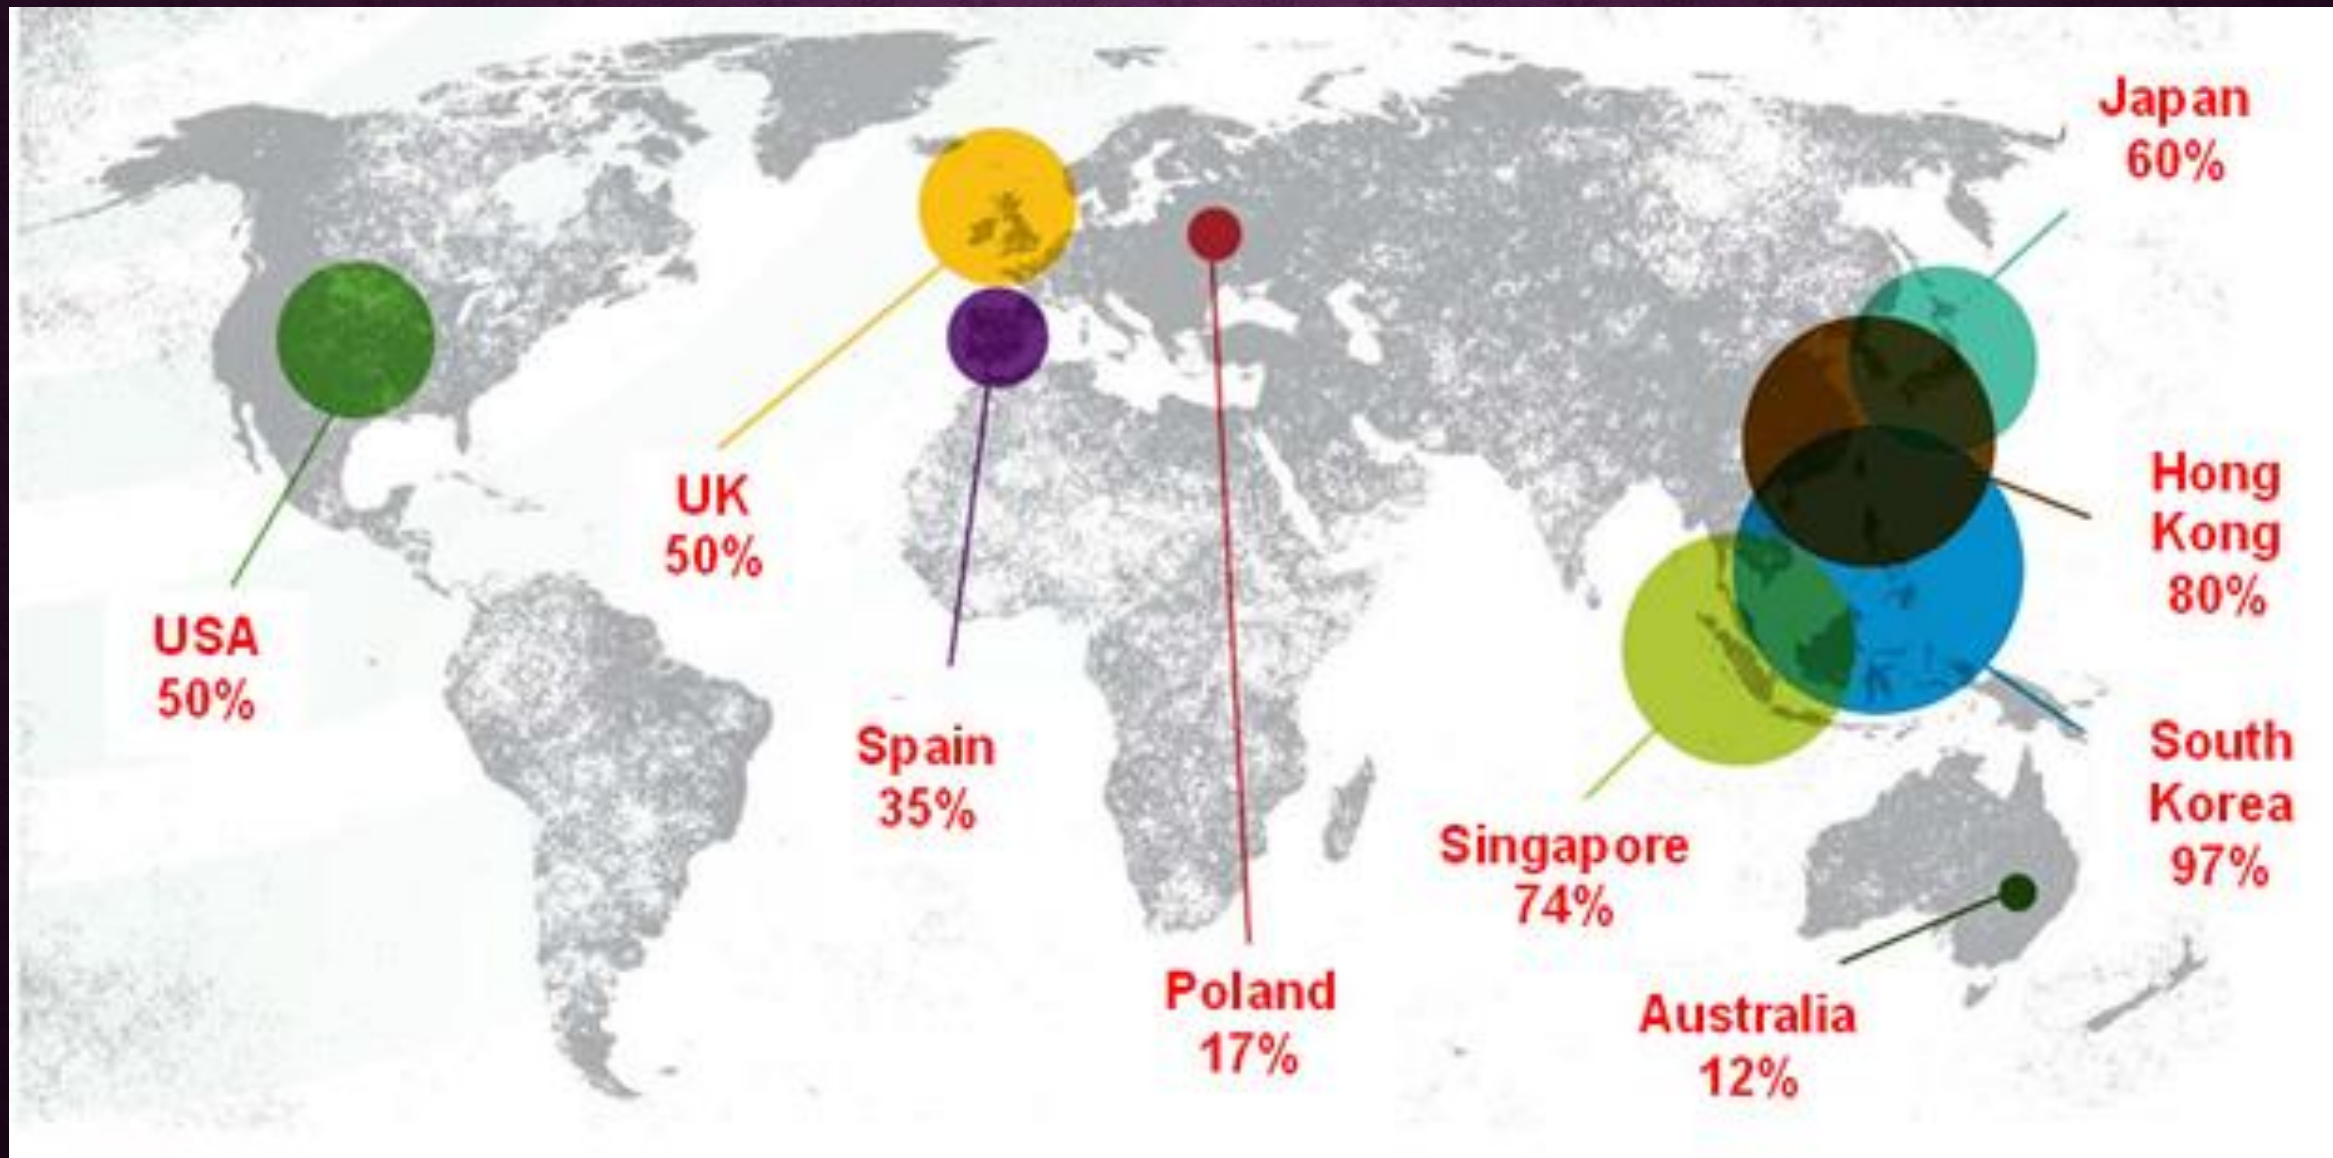 Japan
60%
UK
50%
Hong
Kong
80%
USA
50%
Spain
35%
South
Korea
97%
Singapore
74%
Poland
17%
Australia
12%